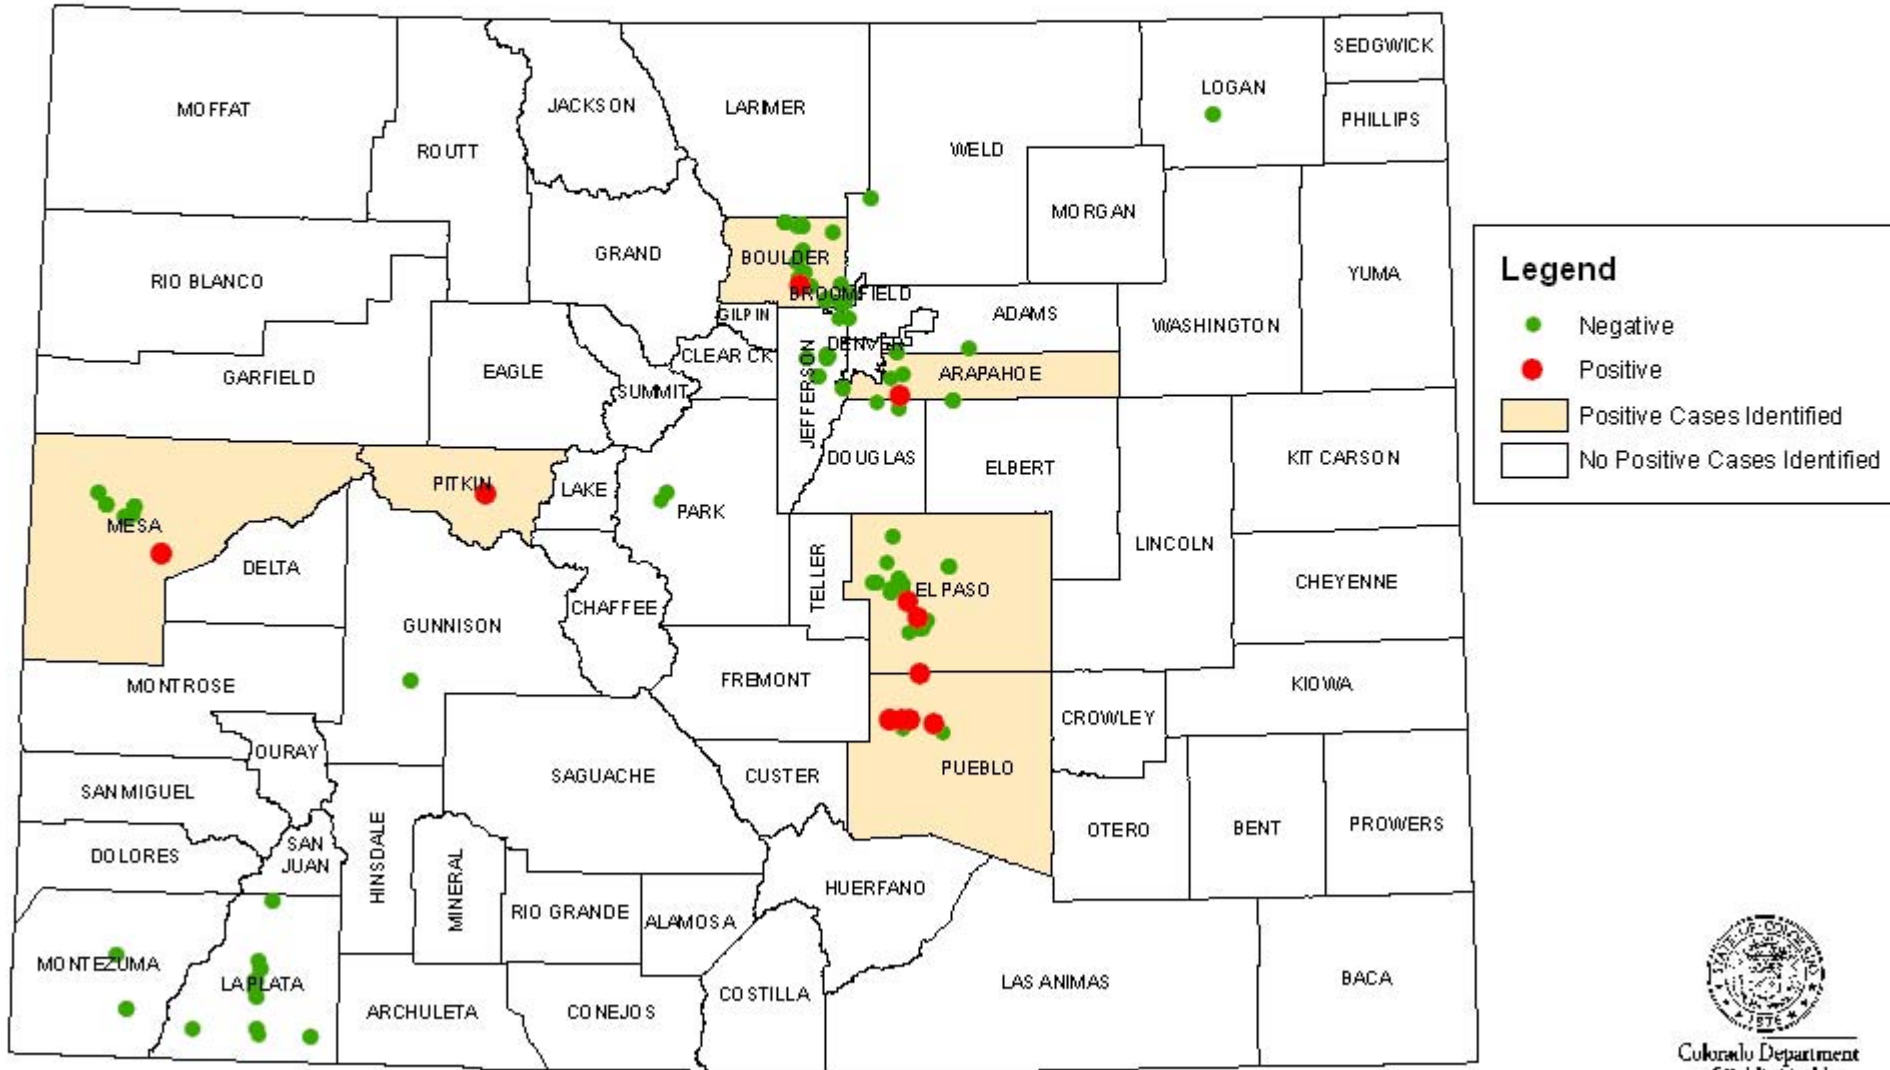 SEDGWICK
LOGAN
MOFFAT
JACKSON
LARIMER
PHILLIPS
ROUTT
WELD
MORGAN
GRAND
BOULDER
RIO BLANCO
YUMA
BROOMFIELD
GILPIN
ADAMS
WASHINGTON
DENVER
CLEAR CK
GARFIELD
EAGLE
ARAPAHOE
SUMMIT
JEFFERSON
DOUGLAS
ELBERT
KIT CARSON
PITKIN
LAKE
PARK
MESA
LINCOLN
DELTA
TELLER
CHEYENNE
EL PASO
CHAFFEE
GUNNISON
MONTROSE
FREMONT
KIOWA
CROWLEY
OURAY
SAGUACHE
CUSTER
PUEBLO
SAN MIGUEL
OTERO
BENT
PROWERS
DOLORES
SAN
JUAN
HINSDALE
MINERAL
HUERFANO
RIO GRANDE
ALAMOSA
MONTEZUMA
LA PLATA
COSTILLA
LAS ANIMAS
BACA
ARCHULETA
CONEJOS
Legend
Negative
Positive
Positive Cases Identified
No Positive Cases Identified
STATE OF COLORADO
1876
Colorado Department